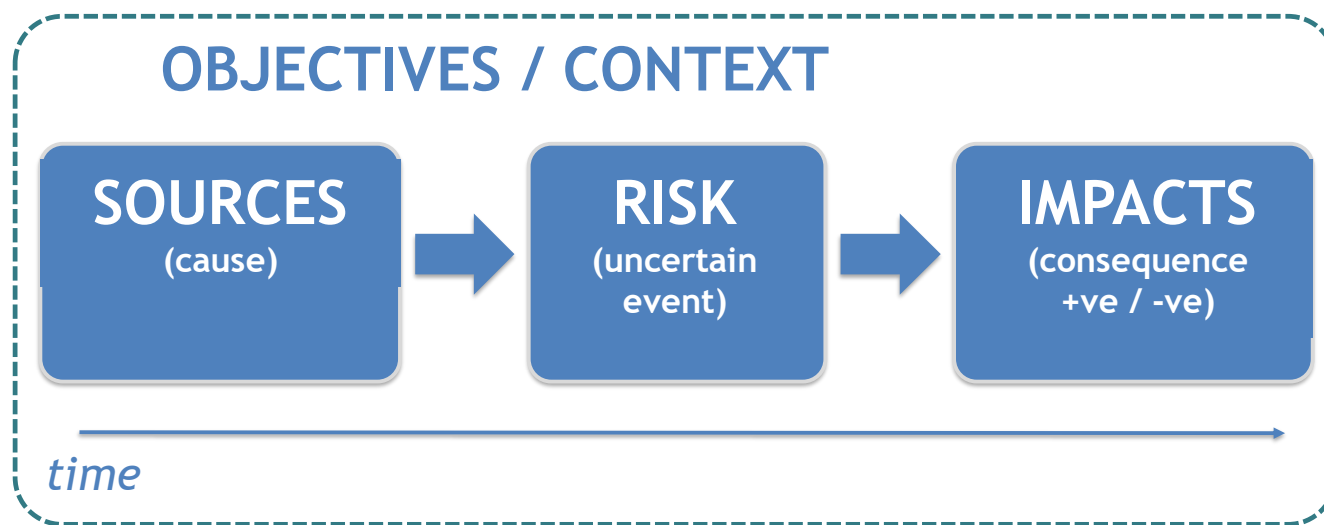 OBJECTIVES / CONTEXT
SOURCES
(cause)
RISK
(uncertain
event)
IMPACTS
(consequence
+ve / -ve)
time